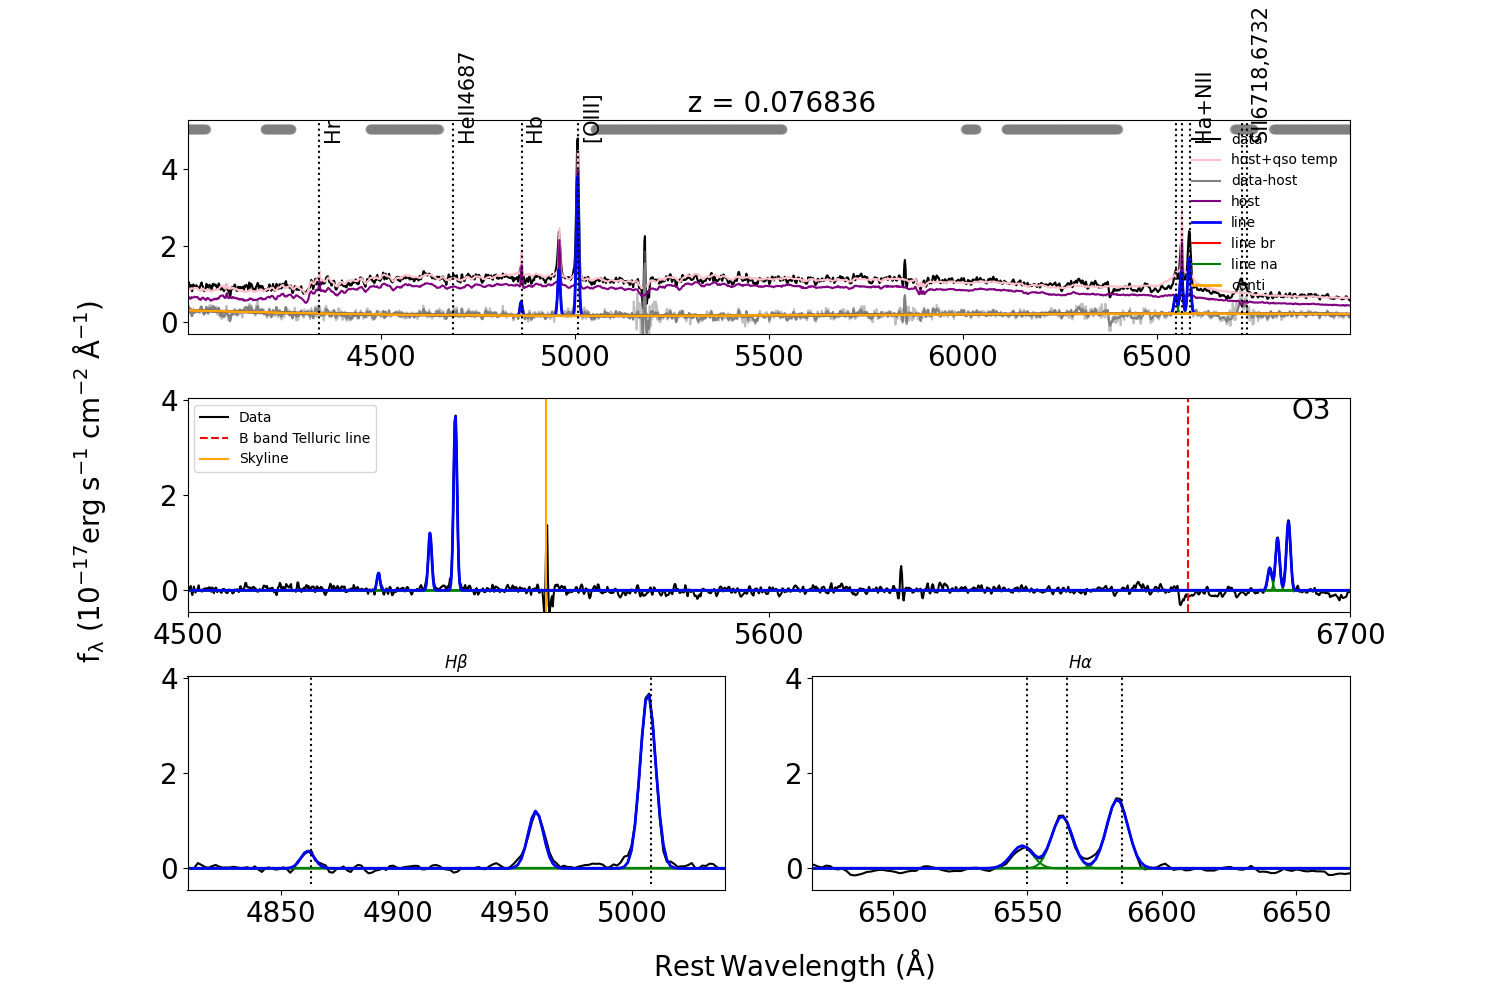 z = 0.076836
Hr
HeII4687
Hb
[OIII]
Ha+NII
SII6718,6732
data
host+qso temp
data-host
host
line
line br
line na
conti
4
2
0
4500
5000
5500
6000
6500
fλ (10⁻¹⁷erg s⁻¹ cm⁻² Å⁻¹)
O3
Data
B band Telluric line
Skyline
4
2
0
4500
5600
6700
Hβ
4
2
0
4850
4900
4950
5000
Hα
4
2
0
6500
6550
6600
6650
Rest Wavelength (Å)